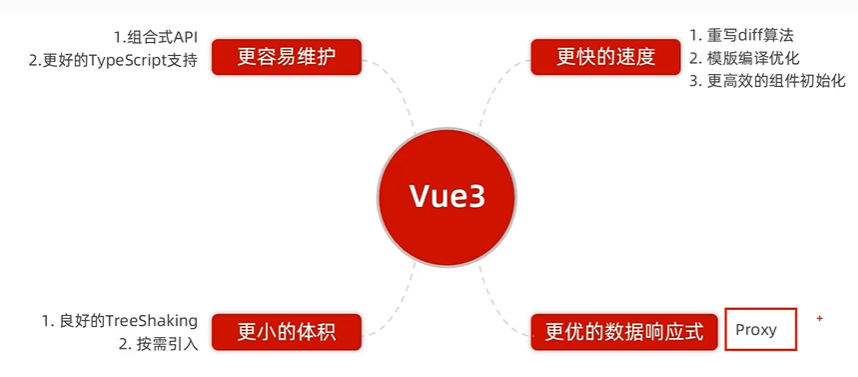 1.组合式API
2.更好的TypeScript支持
更容易维护
更快的速度
1. 重写diff算法
2. 模版编译优化
3. 更高效的组件初始化
Vue3
1. 良好的TreeShaking
2. 按需引入
更小的体积
更优的数据响应式
Proxy
+